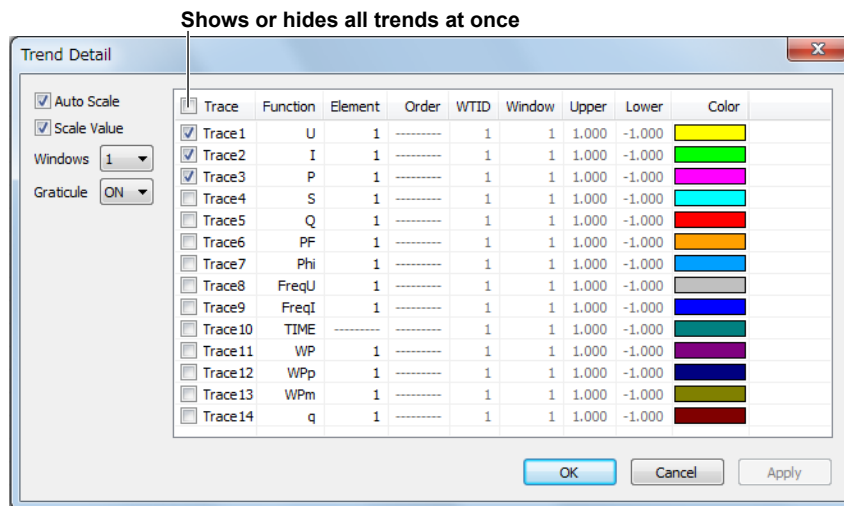 Shows or hides all trends at once
Trend Detail
Auto Scale
Scale Value
Windows 1
Graticule ON
Trace Function Element Order WTID Window Upper Lower Color
Trace1 U 1 --------- 1 1 1.000 -1.000
Trace2 I 1 --------- 1 1 1.000 -1.000
Trace3 P 1 --------- 1 1 1.000 -1.000
Trace4 S 1 --------- 1 1 1.000 -1.000
Trace5 Q 1 --------- 1 1 1.000 -1.000
Trace6 PF 1 --------- 1 1 1.000 -1.000
Trace7 Phi 1 --------- 1 1 1.000 -1.000
Trace8 FreqU 1 --------- 1 1 1.000 -1.000
Trace9 FreqI 1 --------- 1 1 1.000 -1.000
Trace10 TIME --------- --------- 1 1 1.000 -1.000
Trace11 WP 1 --------- 1 1 1.000 -1.000
Trace12 WPp 1 --------- 1 1 1.000 -1.000
Trace13 WPm 1 --------- 1 1 1.000 -1.000
Trace14 q 1 --------- 1 1 1.000 -1.000
OK Cancel Apply